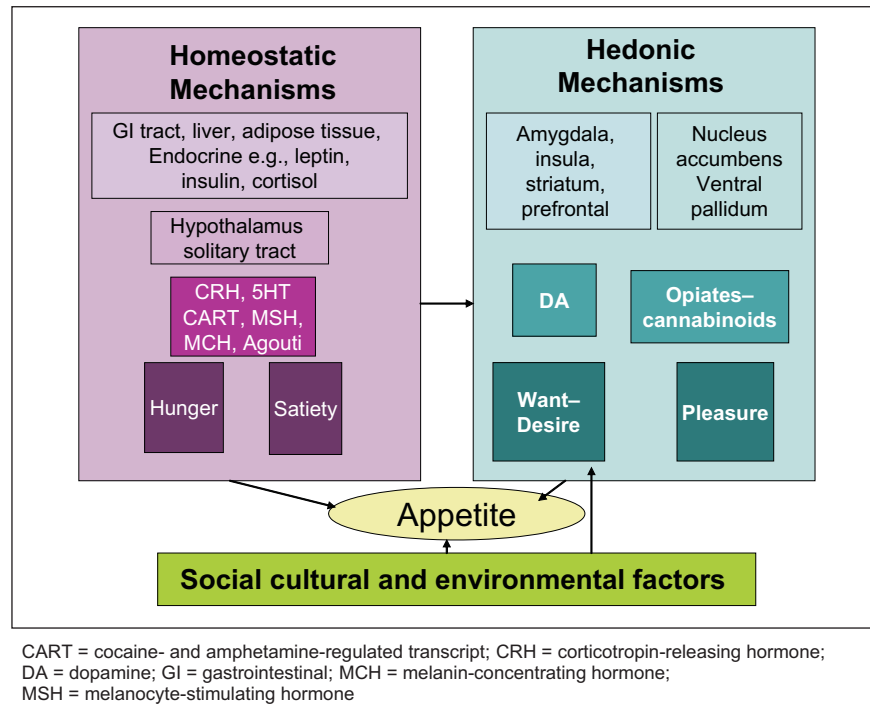 Homeostatic
Mechanisms
GI tract, liver, adipose tissue,
Endocrine e.g., leptin,
insulin, cortisol
Hypothalamus
solitary tract
CRH, 5HT
CART, MSH,
MCH, Agouti
Hunger
Satiety
Hedonic
Mechanisms
Amygdala,
insula,
striatum,
prefrontal
Nucleus
accumbens
Ventral
pallidum
DA
Opiates–
cannabinoids
Want–
Desire
Pleasure
Appetite
Social cultural and environmental factors
CART = cocaine- and amphetamine-regulated transcript; CRH = corticotropin-releasing hormone;
DA = dopamine; GI = gastrointestinal; MCH = melanin-concentrating hormone;
MSH = melanocyte-stimulating hormone